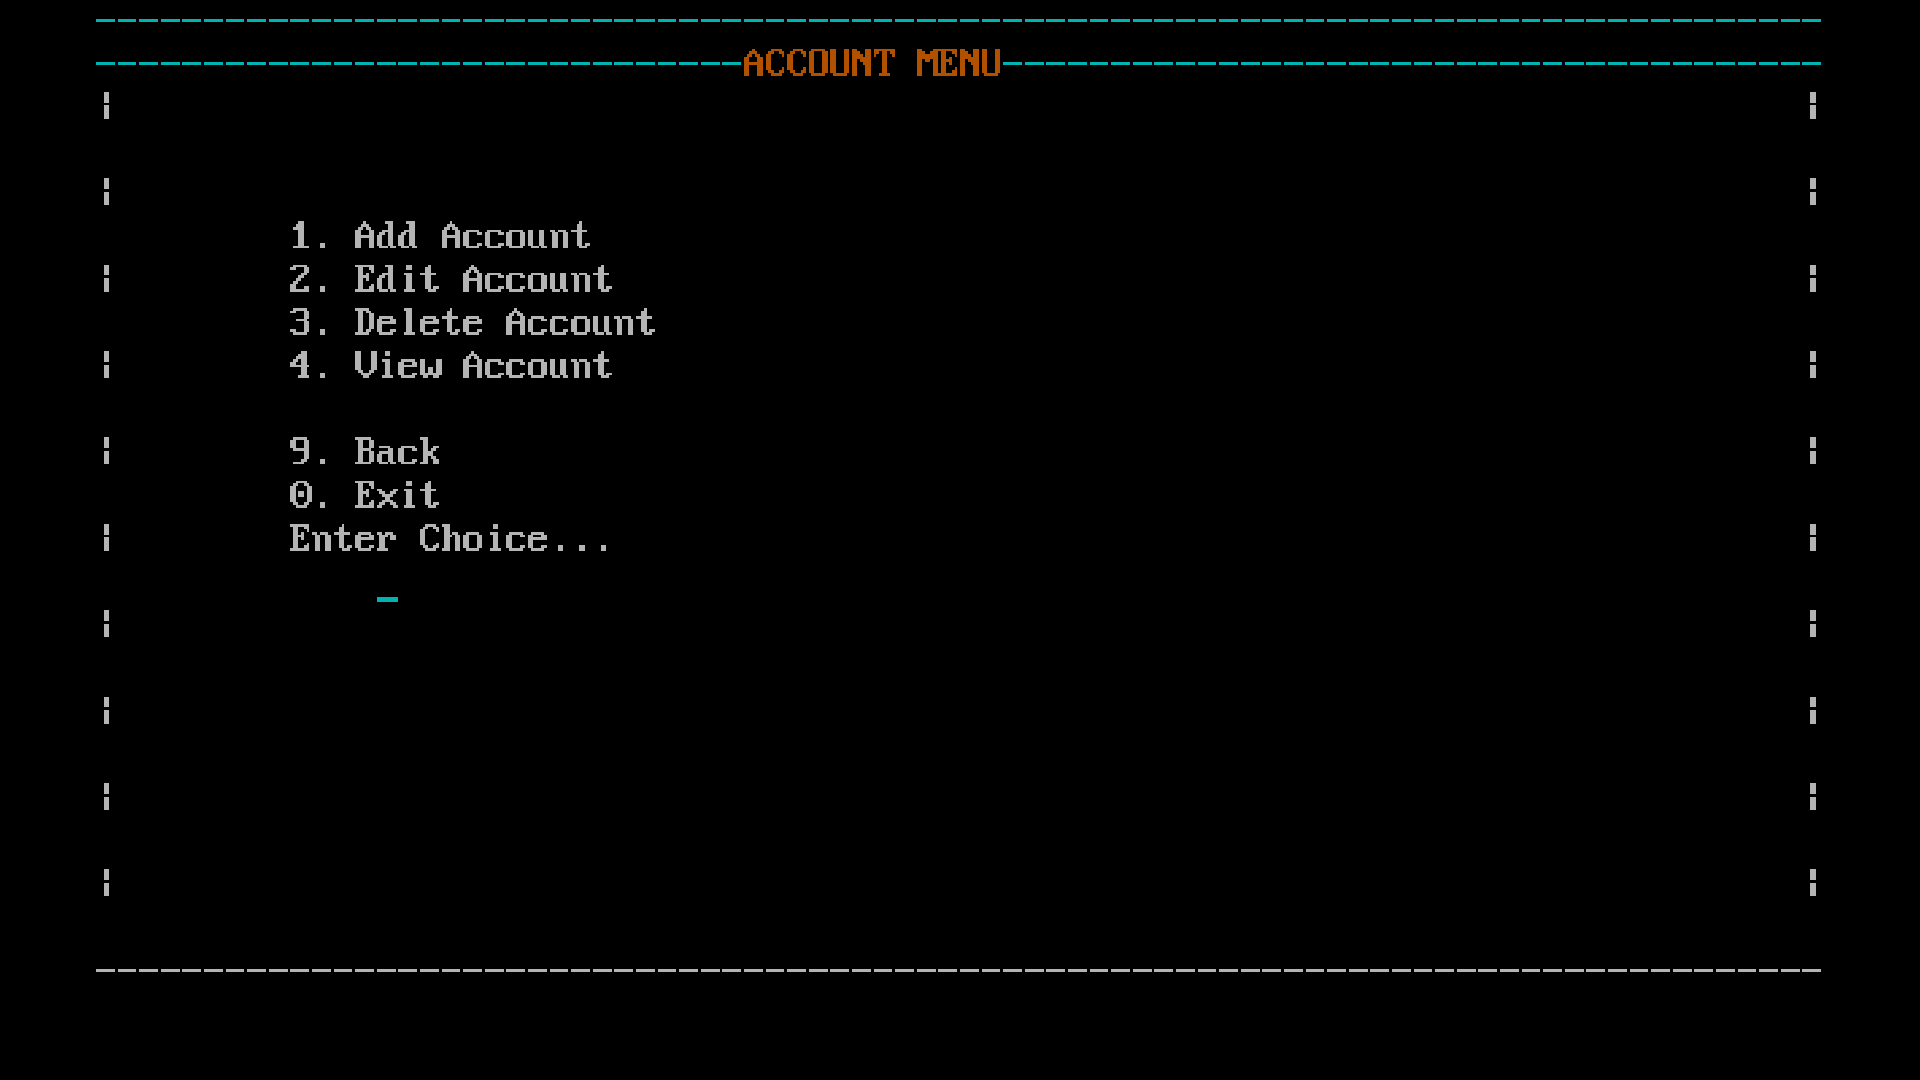 ACCOUNT MENU
1. Add Account
2. Edit Account
3. Delete Account
4. View Account
9. Back
0. Exit
Enter Choice...